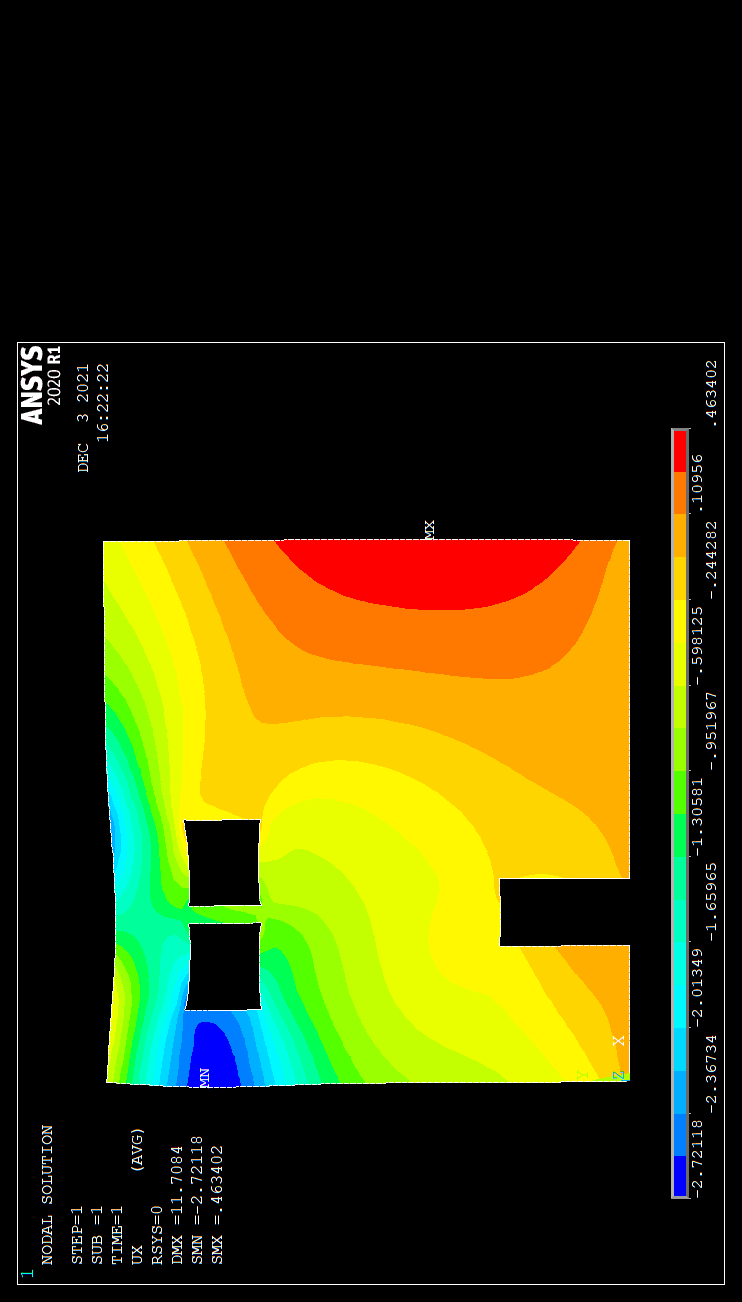 1
NODAL SOLUTION
STEP=1
SUB =1
TIME=1
UX (AVG)
RSYS=0
DMX =11.7084
SMN =-2.72118
SMX =.463402
ANSYS
2020 R1
DEC 3 2021
16:22:22
MN
MX
Y
Z X
-2.72118
-2.36734
-2.01349
-1.65965
-1.30581
-.951967
-.598125
-.244282
.10956
.463402